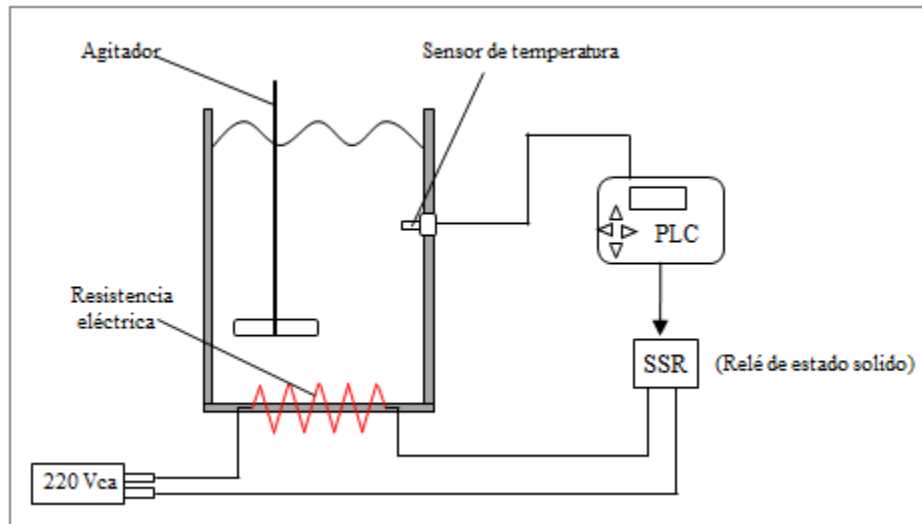 Agitador
Sensor de temperatura
PLC
Resistencia
eléctrica
SSR
(Relé de estado solido)
220 Vca